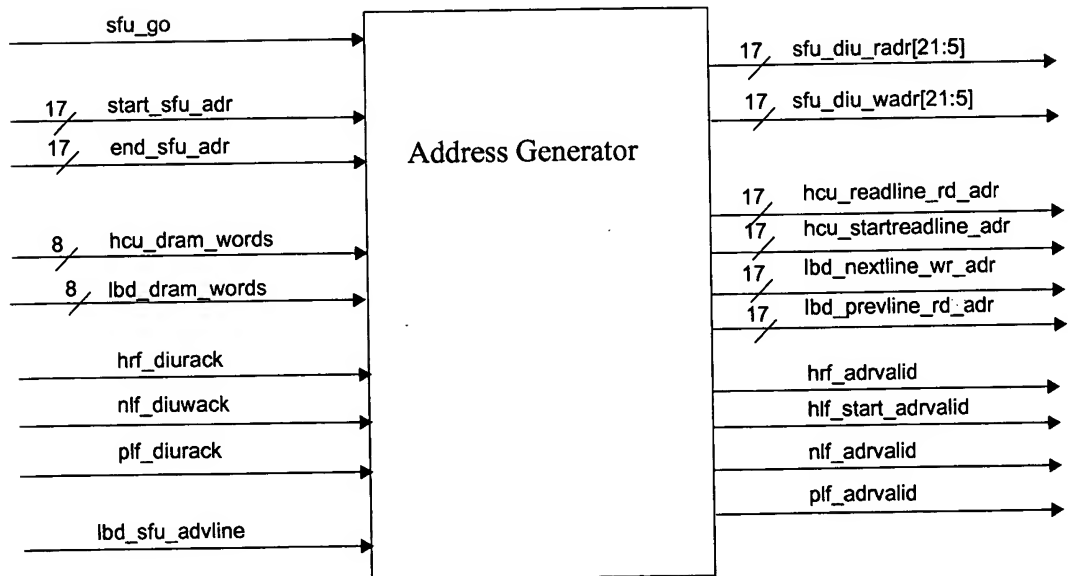 sfu_go
17 start_sfu_adr
17 end_sfu_adr
8 hcu_dram_words
8 lbd_dram_words
hrf_diurack
nlf_diuwack
plf_diurack
lbd_sfu_advline
Address Generator
17 sfu_diu_radr[21:5]
17 sfu_diu_wadr[21:5]
17 hcu_readline_rd_adr
17 hcu_startreadline_adr
17 lbd_nextline_wr_adr
17 lbd_prevline_rd_adr
hrf_adrvalid
hlf_start_adrvalid
nlf_adrvalid
plf_adrvalid